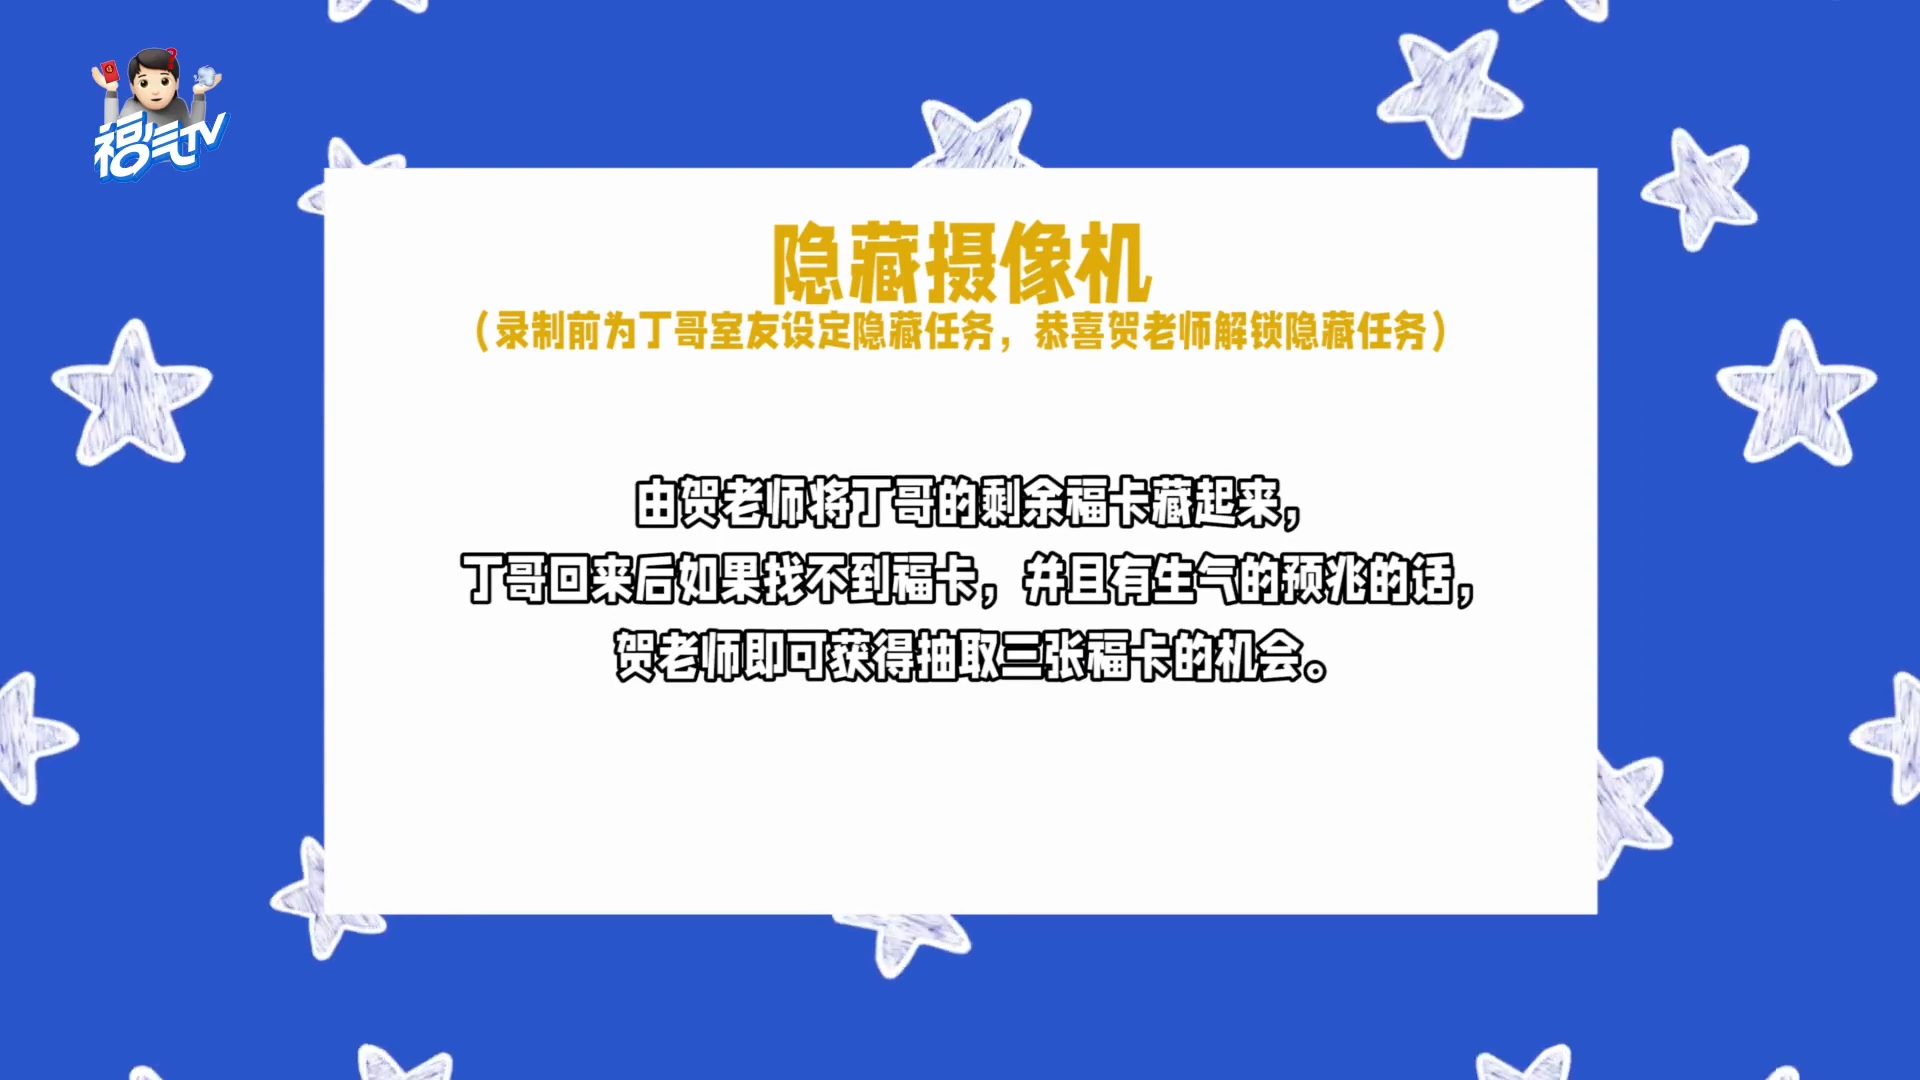 福气TV
隐藏摄像机
（录制前为丁哥室友设定隐藏任务，恭喜贺老师解锁隐藏任务）
由贺老师将丁哥的剩余福卡藏起来，
丁哥回来后如果找不到福卡，并且有生气的预兆的话，
贺老师即可获得抽取三张福卡的机会。